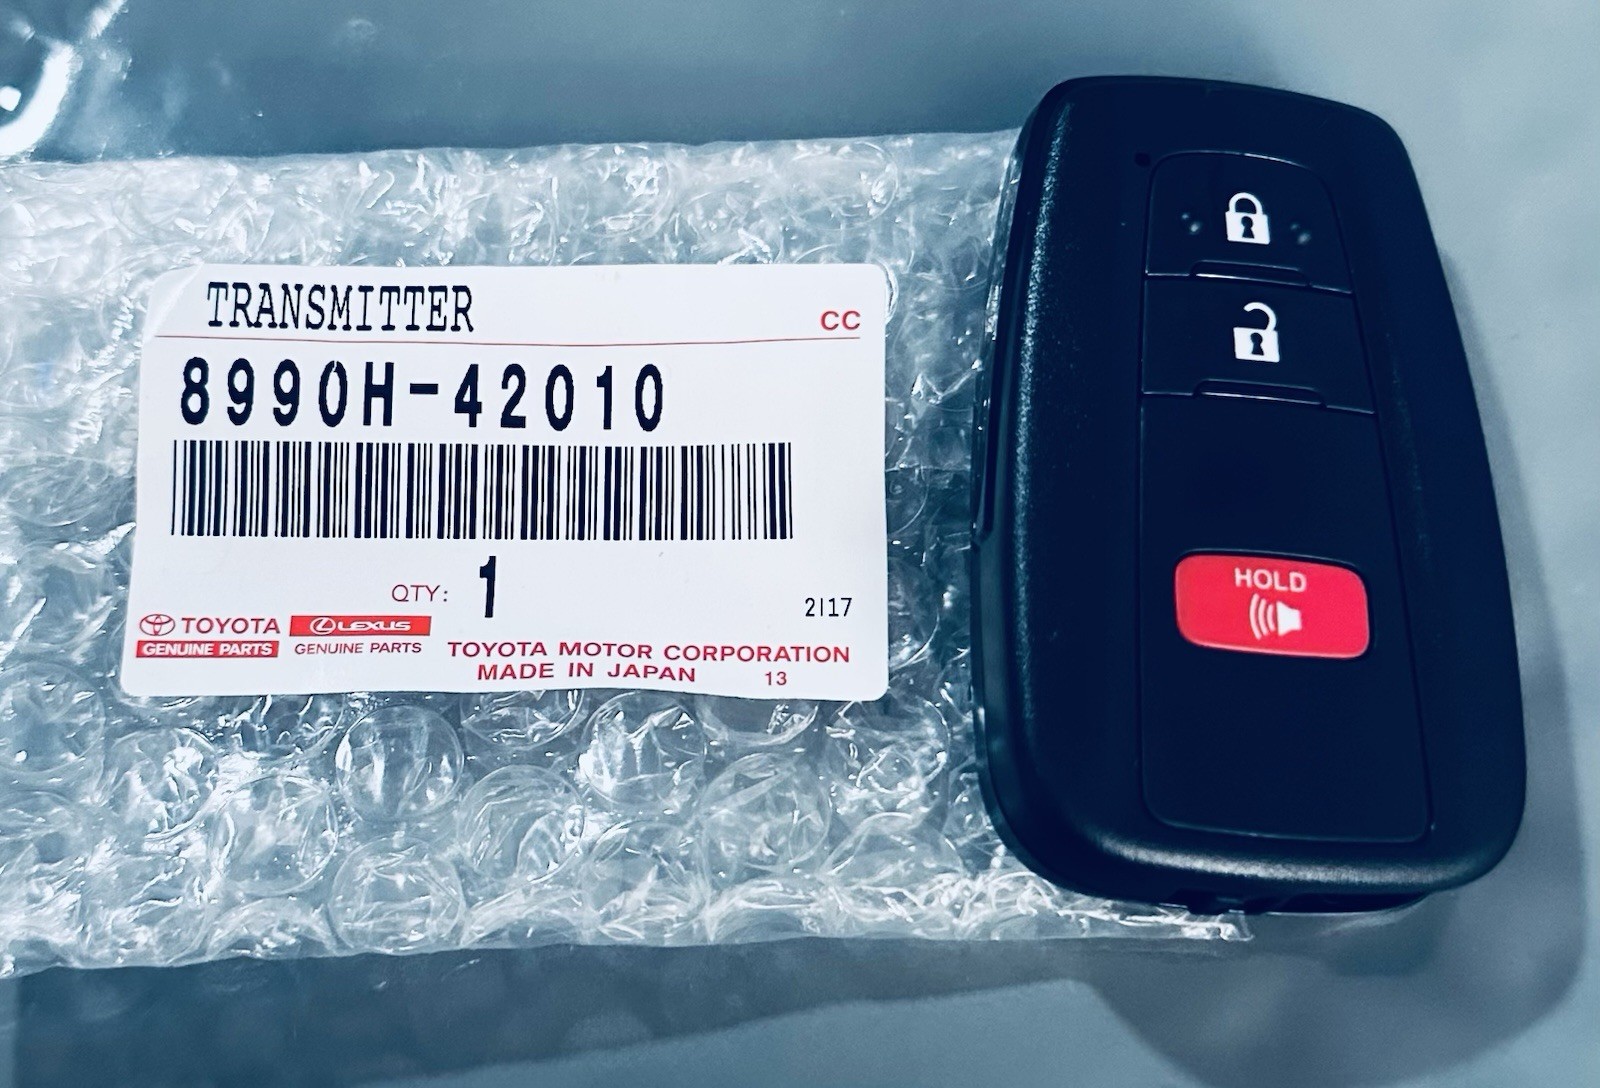 TRANSMITTER
CC
8990H-42010
QTY: 1
2I17
TOYOTA
LEXUS
GENUINE PARTS
GENUINE PARTS
TOYOTA MOTOR CORPORATION
MADE IN JAPAN
13
HOLD